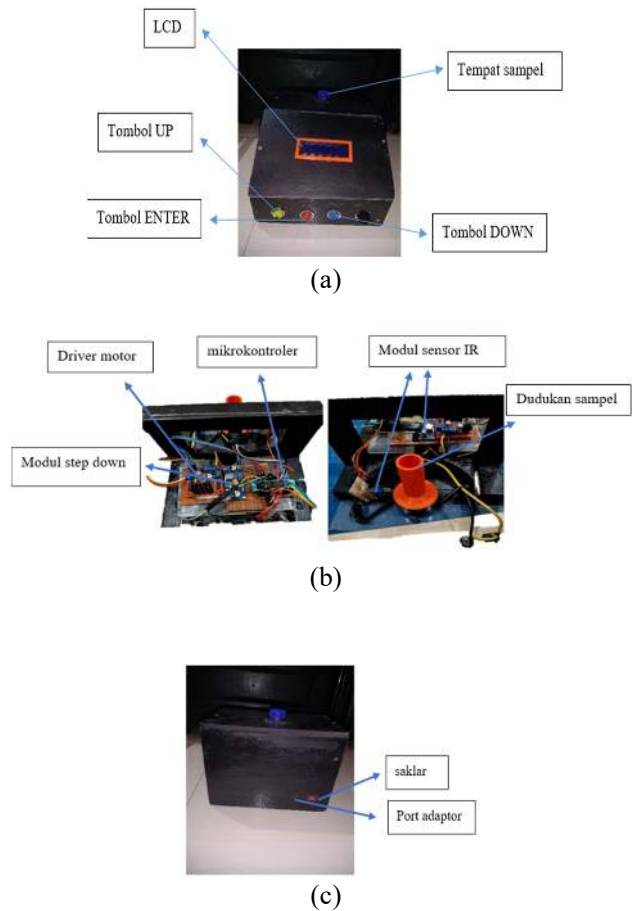 LCD
Tempat sampel
Tombol UP
Tombol ENTER
Tombol DOWN
(a)
Driver motor
mikrokontroler
Modul sensor IR
Dudukan sampel
Modul step down
(b)
saklar
Port adaptor
(c)